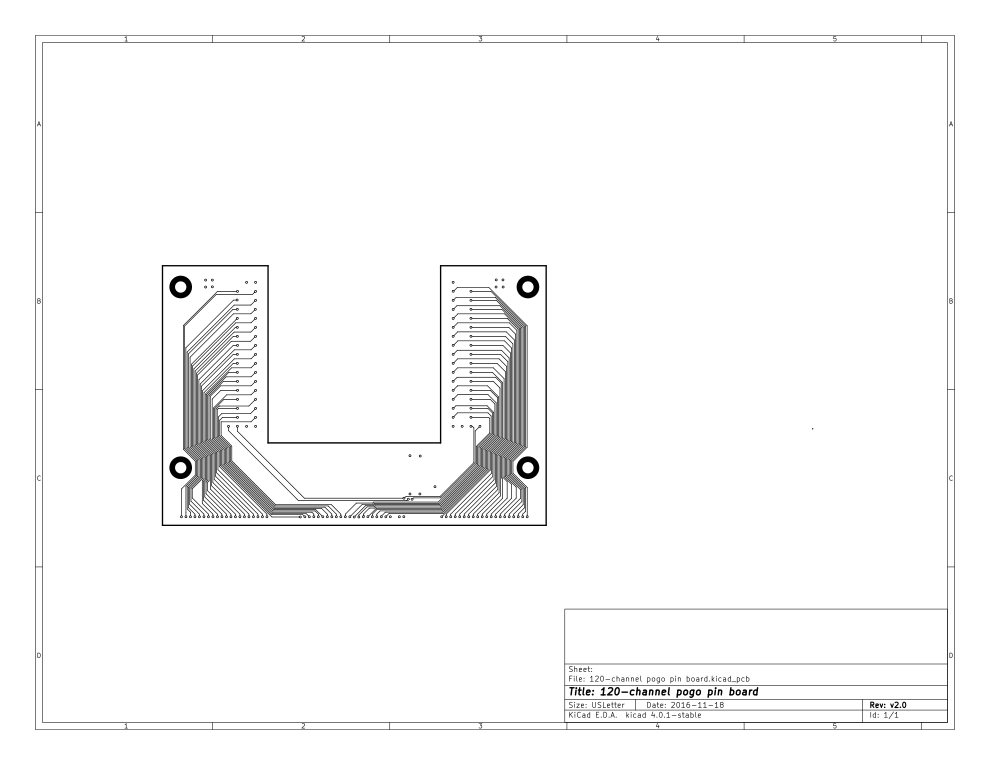 1 2 3 4 5
A A
B B
C C
D D
Sheet:
File: 120-channel pogo pin board.kicad_pcb
Title: 120-channel pogo pin board
Size: USLetter Date: 2016-11-18 Rev: v2.0
KiCad E.D.A. kicad 4.0.1-stable Id: 1/1
1 2 3 4 5